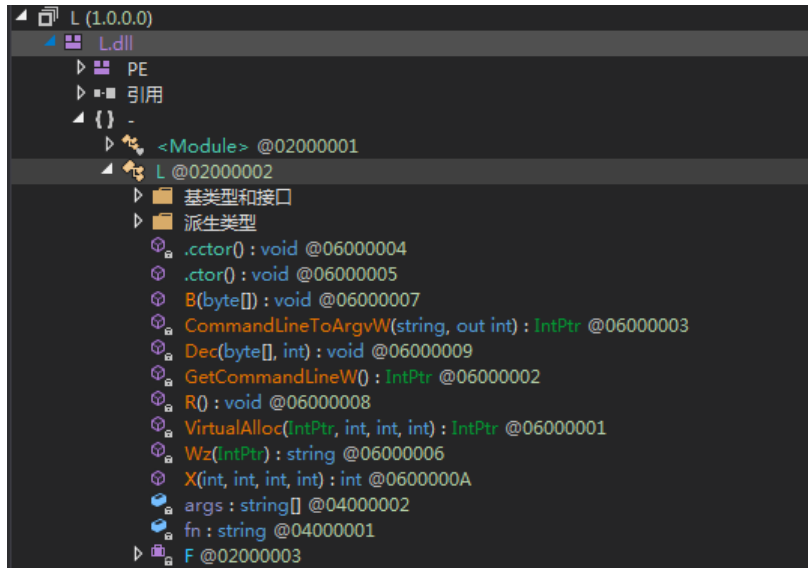 L (1.0.0.0)
L.dll
PE
引用
{ } -
<Module> @02000001
L @02000002
基类型和接口
派生类型
.cctor() : void @06000004
.ctor() : void @06000005
B(byte[]) : void @06000007
CommandLineToArgvW(string, out int) : IntPtr @06000003
Dec(byte[], int) : void @06000009
GetCommandLineW() : IntPtr @06000002
R() : void @06000008
VirtualAlloc(IntPtr, int, int, int) : IntPtr @06000001
Wz(IntPtr) : string @06000006
X(int, int, int, int) : int @0600000A
args : string[] @04000002
fn : string @04000001
F @02000003